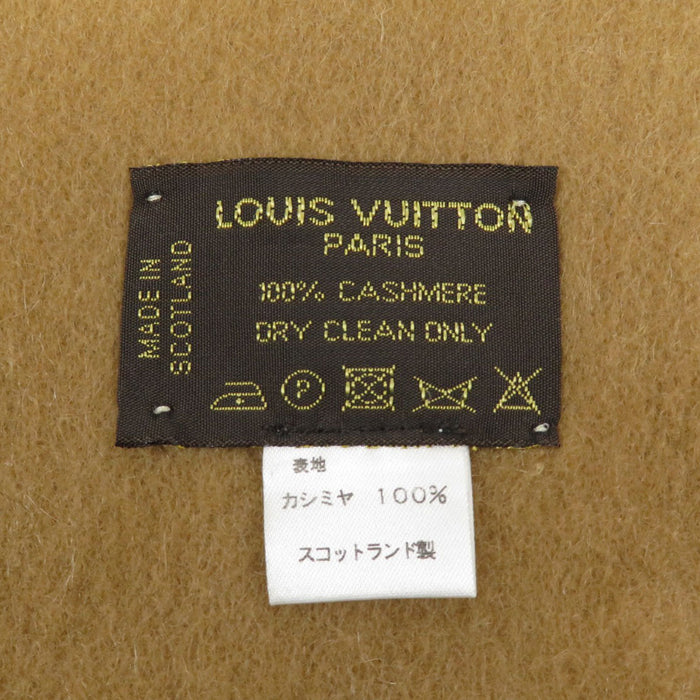 LOUIS VUITTON
PARIS
MADE IN
SCOTLAND
100% CASHMERE
DRY CLEAN ONLY
P
表地
カシミヤ 100%
スコットランド製